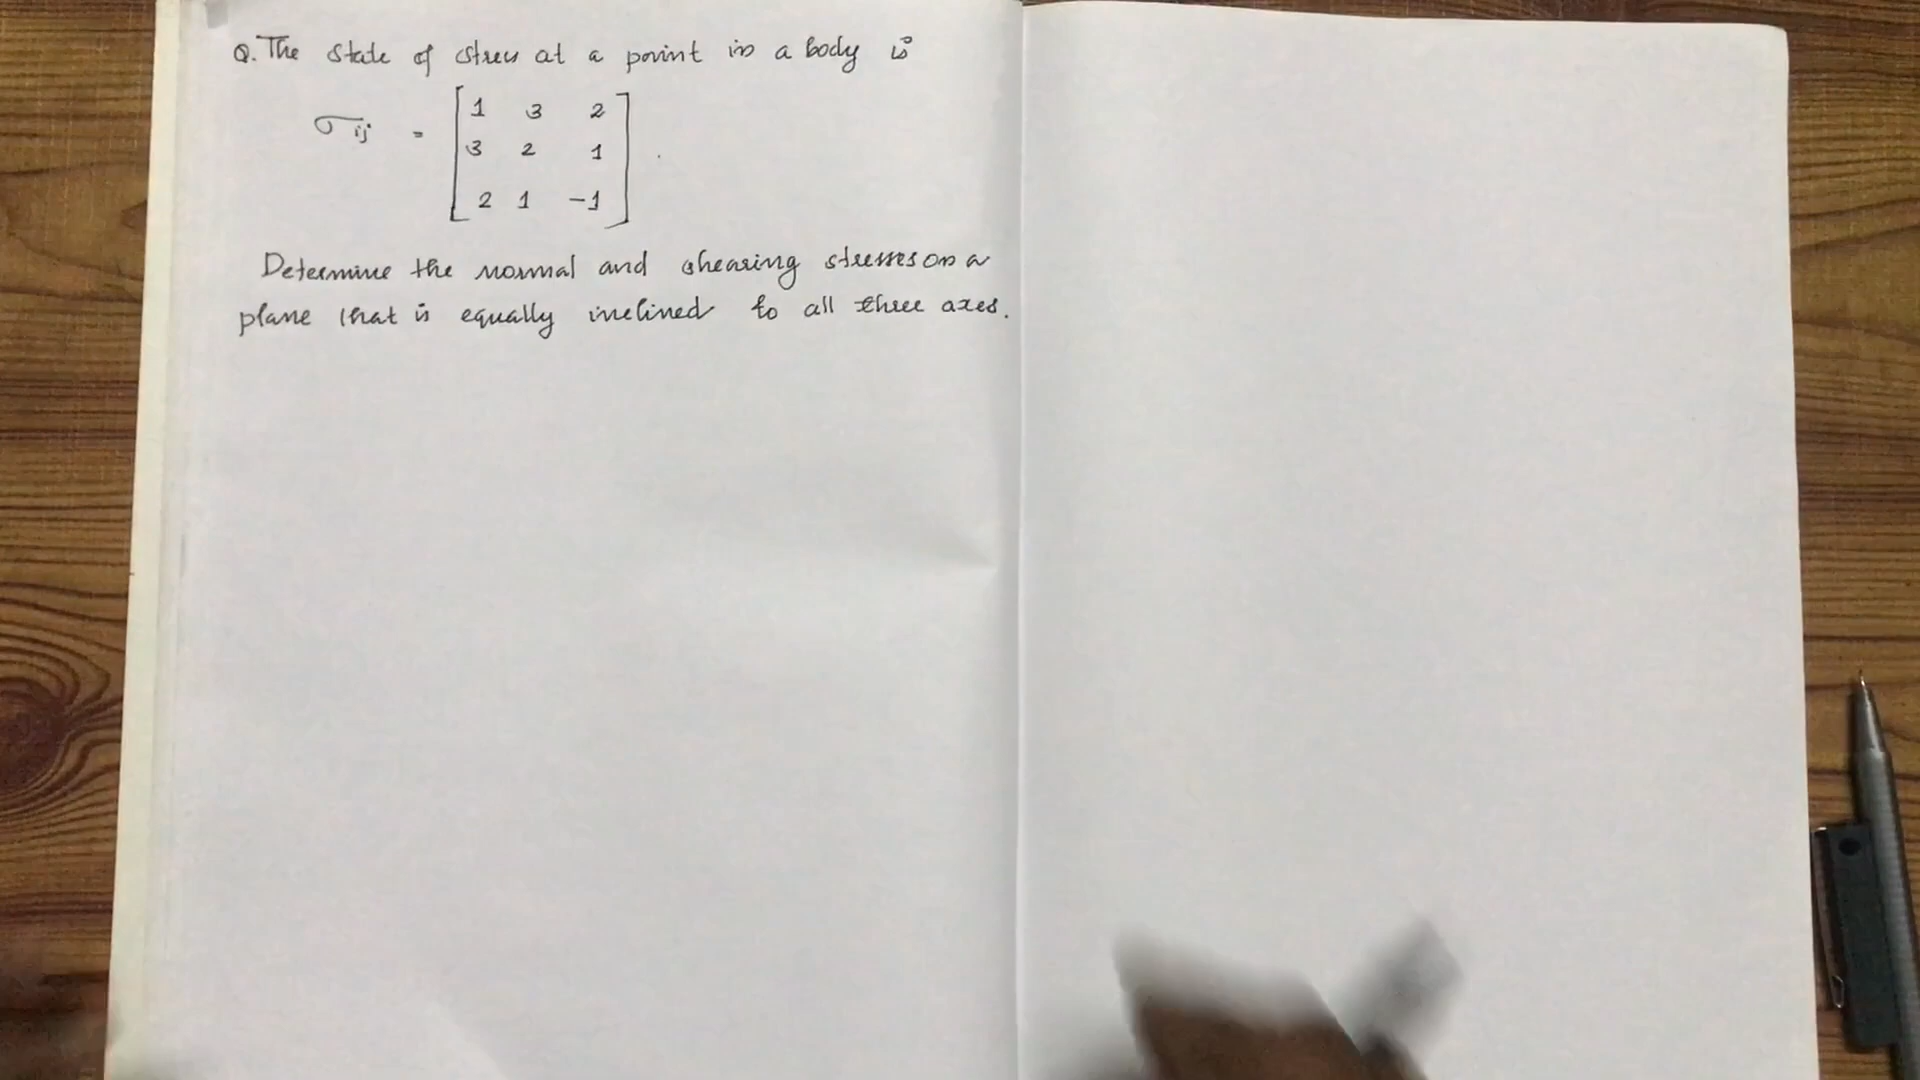 Q. The state of stress at a point in a body is
σij = [1 3 2
3 2 1
2 1 -1]
Determine the normal and shearing stresses on a
plane that is equally inclined to all three axes.